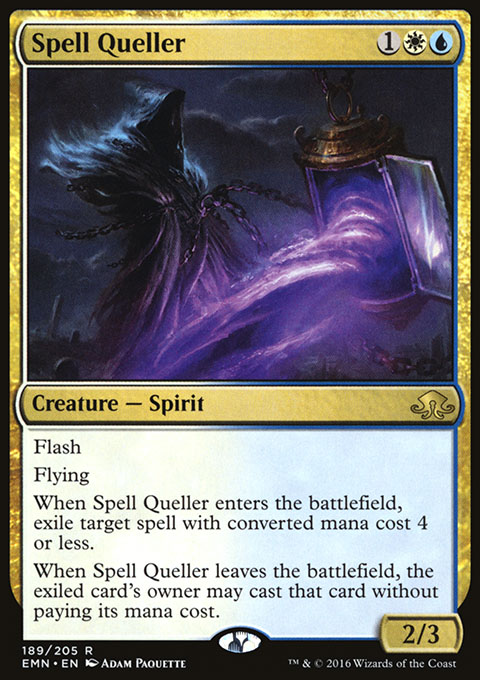 Spell Queller 1
Creature — Spirit
Flash
Flying
When Spell Queller enters the battlefield,
exile target spell with converted mana cost 4
or less.
When Spell Queller leaves the battlefield, the
exiled card's owner may cast that card without
paying its mana cost.
2/3
189/205 R
EMN • EN Adam Paquette
™ & © 2016 Wizards of the Coast